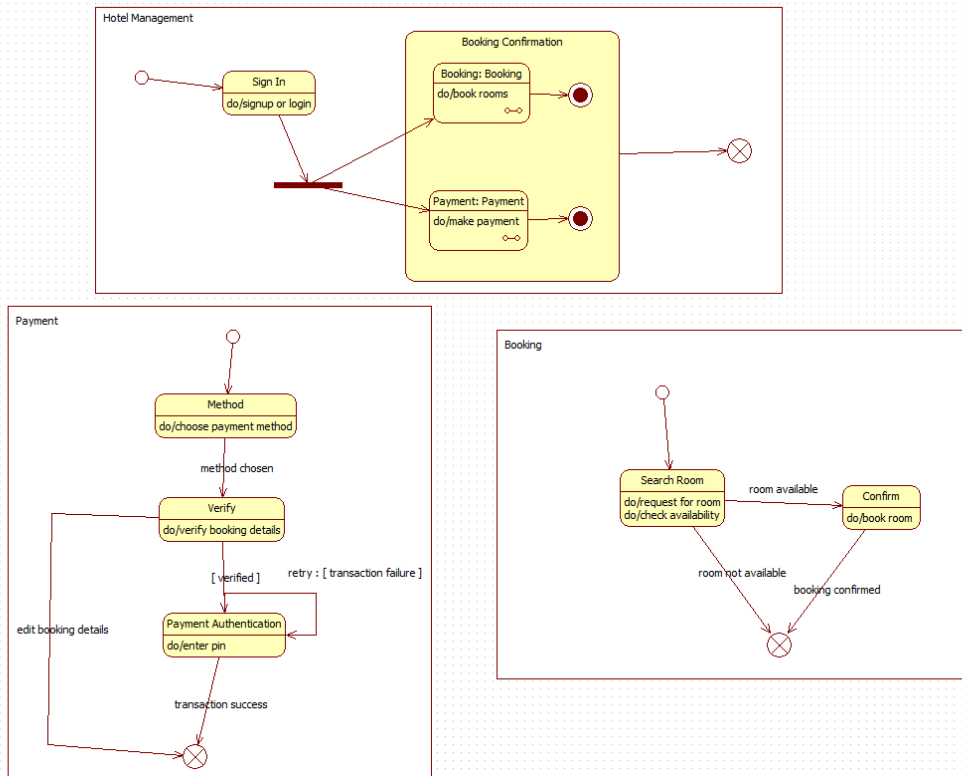 Hotel Management
Booking Confirmation
Sign In
do/signup or login
Booking: Booking
do/book rooms
Payment: Payment
do/make payment
Payment
Method
do/choose payment method
method chosen
Verify
do/verify booking details
[ verified ]
retry : [ transaction failure ]
edit booking details
Payment Authentication
do/enter pin
transaction success
Booking
Search Room
do/request for room
do/check availability
room available
Confirm
do/book room
room not available
booking confirmed